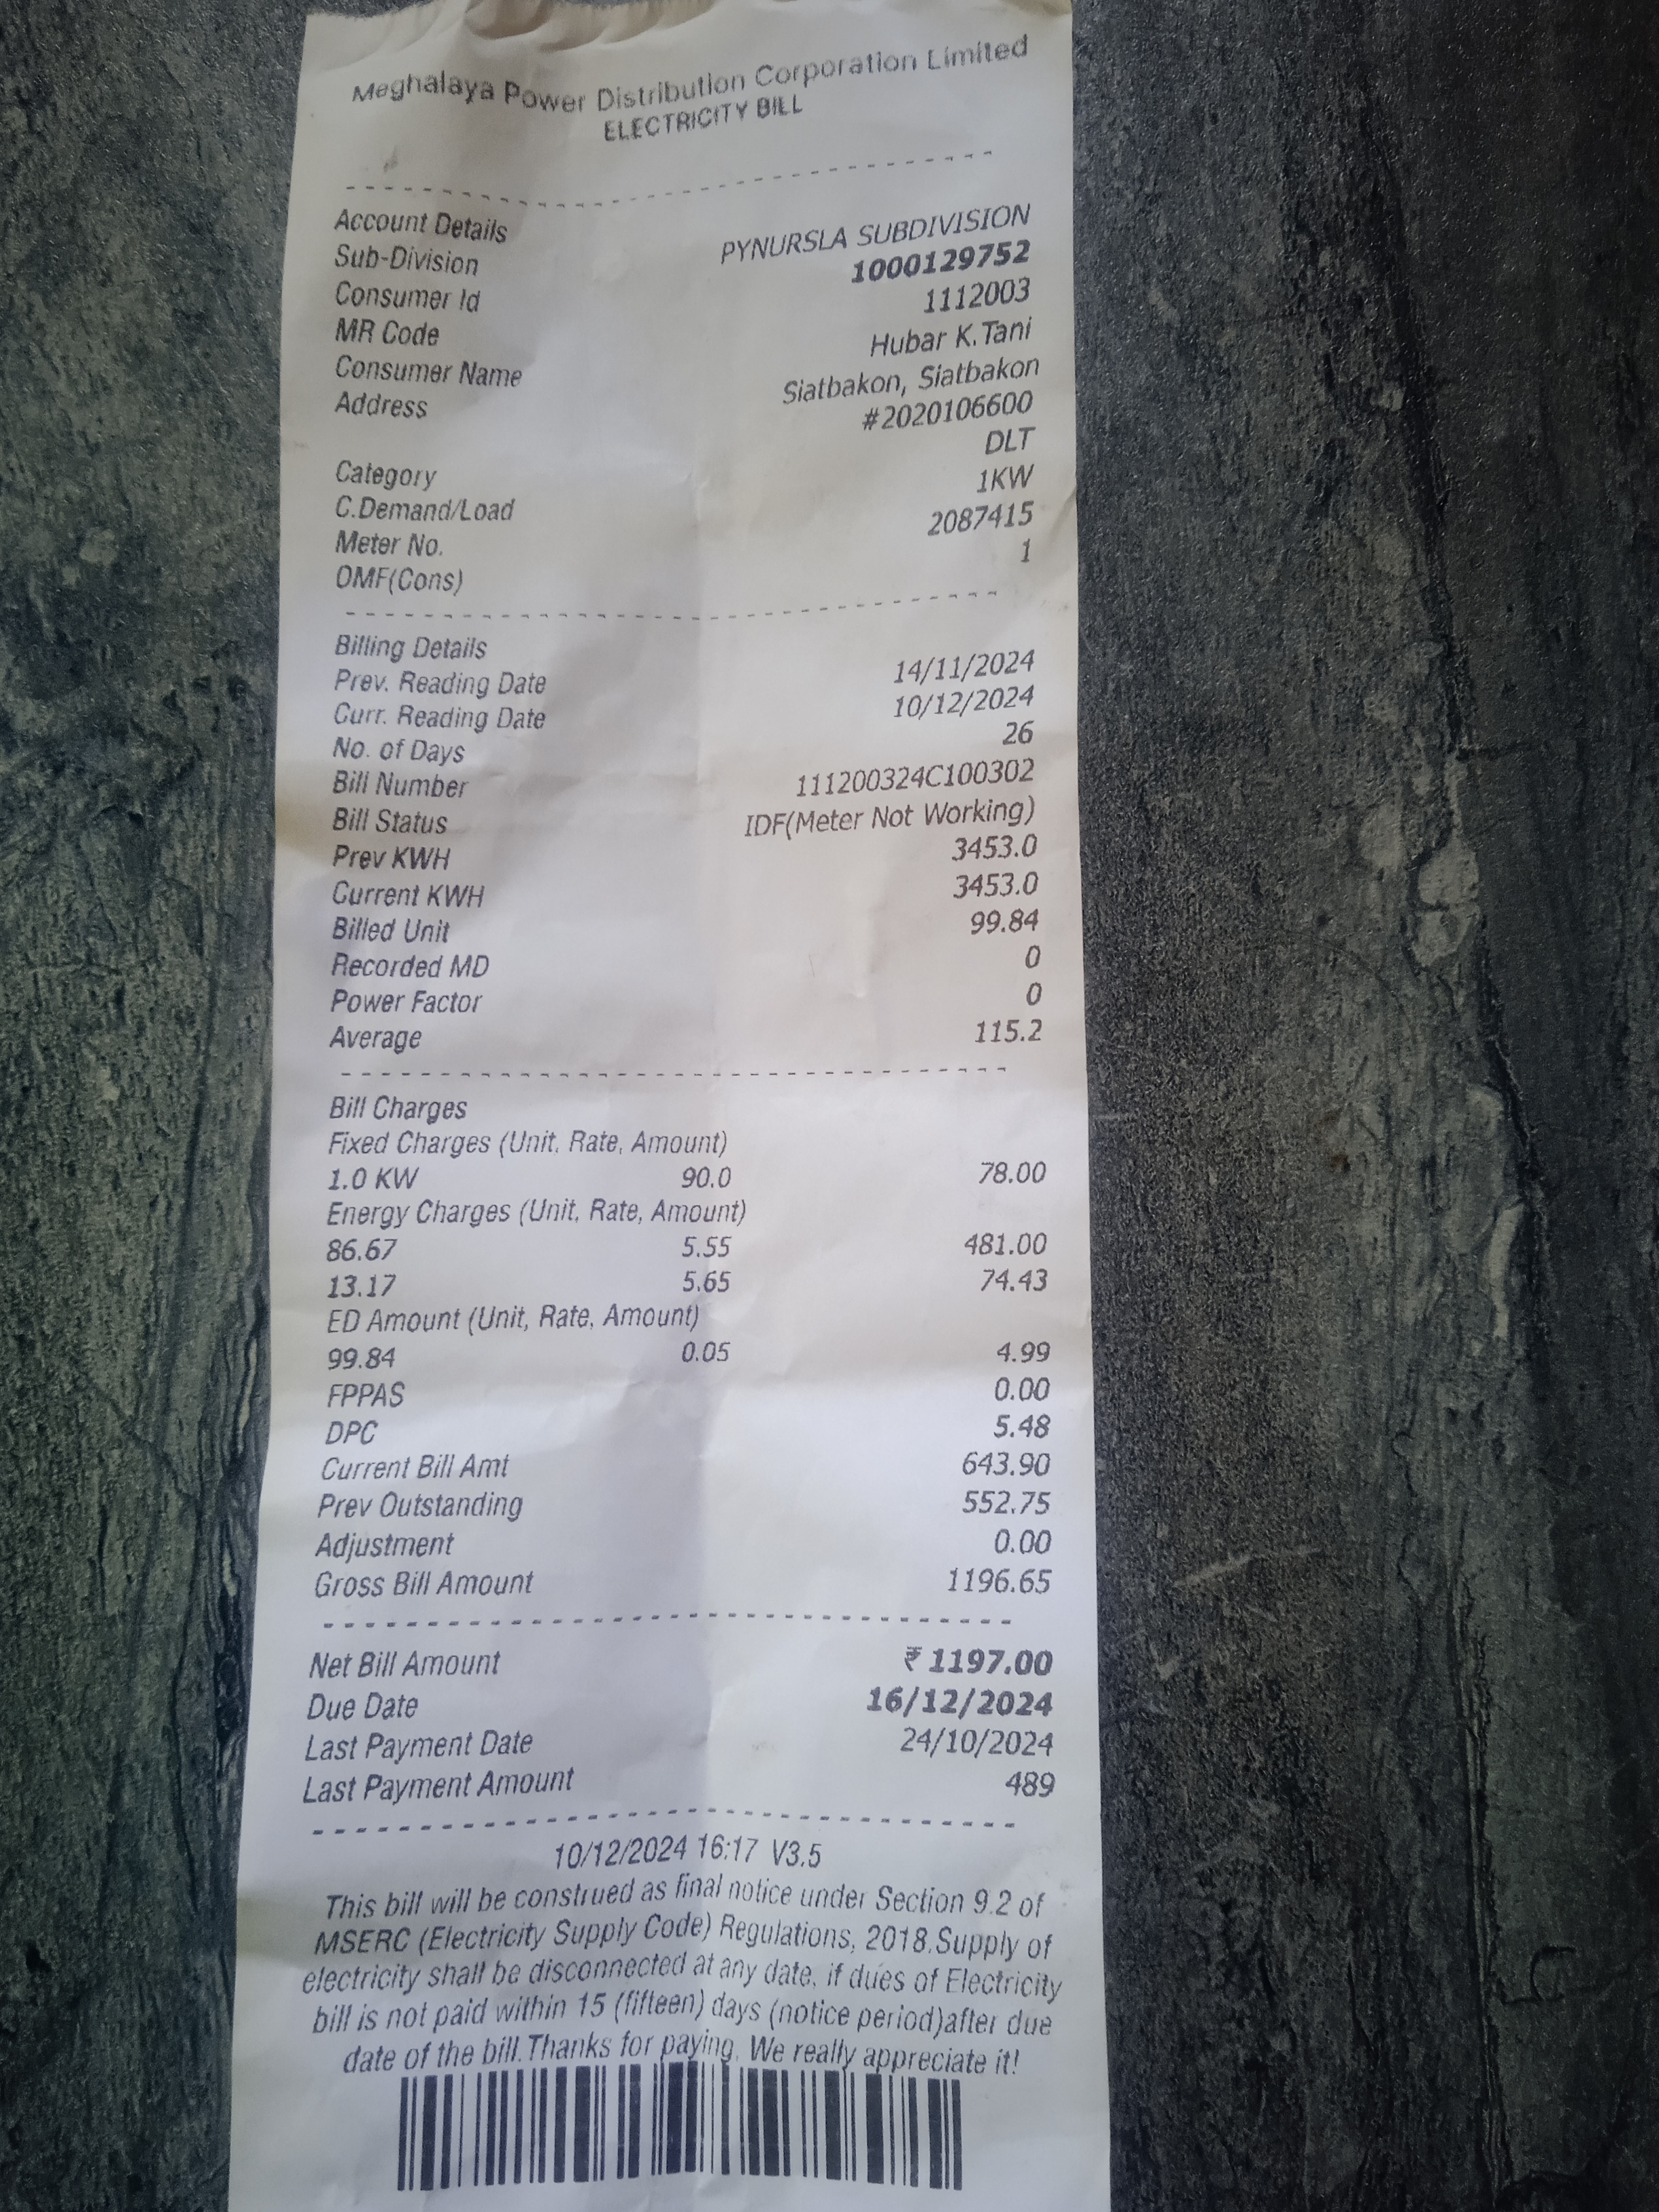 Meghalaya Power Distribution Corporation Limited
ELECTRICITY BILL
Account Details
Sub-Division PYNURSLA SUBDIVISION
Consumer Id 1000129752
MR Code 1112003
Consumer Name Hubar K.Tani
Address Siatbakon, Siatbakon
#2020106600
Category DLT
C.Demand/Load 1KW
Meter No. 2087415
OMF(Cons) 1
Billing Details
Prev. Reading Date 14/11/2024
Curr. Reading Date 10/12/2024
No. of Days 26
Bill Number 111200324C100302
Bill Status IDF(Meter Not Working)
Prev KWH 3453.0
Current KWH 3453.0
Billed Unit 99.84
Recorded MD 0
Power Factor 0
Average 115.2
Bill Charges
Fixed Charges (Unit, Rate, Amount)
1.0 KW 90.0 78.00
Energy Charges (Unit, Rate, Amount)
86.67 5.55 481.00
13.17 5.65 74.43
ED Amount (Unit, Rate, Amount)
99.84 0.05 4.99
FPPAS 0.00
DPC 5.48
Current Bill Amt 643.90
Prev Outstanding 552.75
Adjustment 0.00
Gross Bill Amount 1196.65
Net Bill Amount ₹ 1197.00
Due Date 16/12/2024
Last Payment Date 24/10/2024
Last Payment Amount 489
10/12/2024 16:17 V3.5
This bill will be construed as final notice under Section 9.2 of
MSERC (Electricity Supply Code) Regulations, 2018.Supply of
electricity shall be disconnected at any date, if dues of Electricity
bill is not paid within 15 (fifteen) days (notice period)after due
date of the bill.Thanks for paying. We really appreciate it!